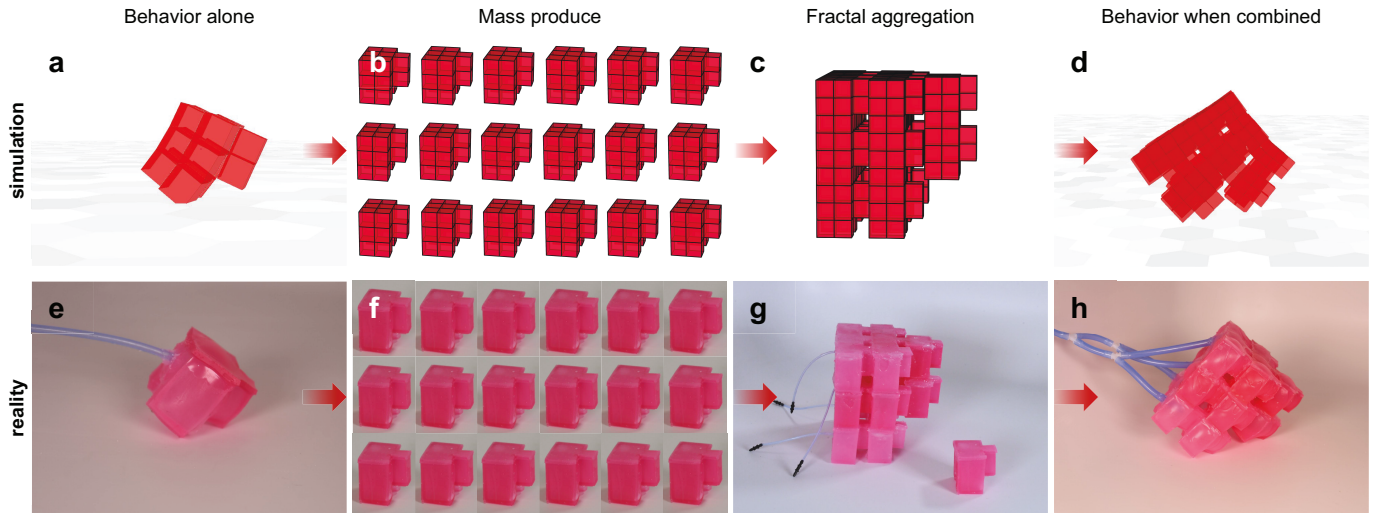 Behavior alone
Mass produce
Fractal aggregation
Behavior when combined
simulation
a
b
c
d
reality
e
f
g
h